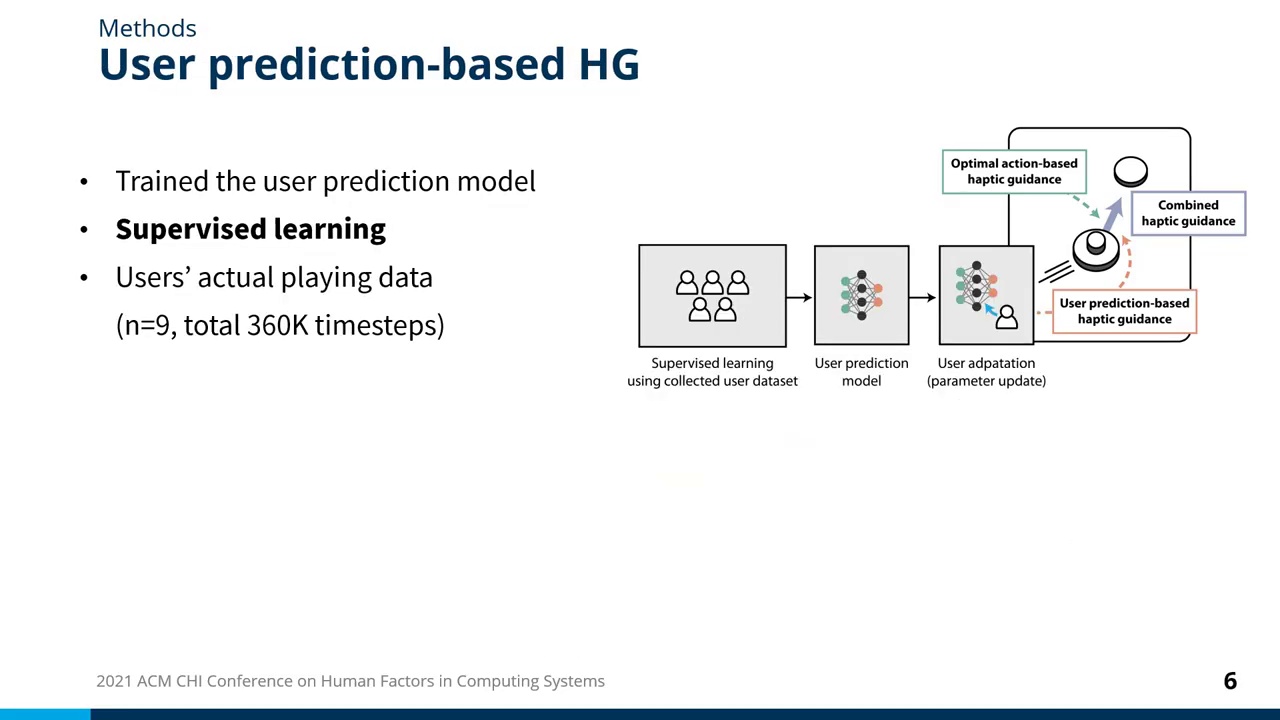 Methods
User prediction-based HG
• Trained the user prediction model
• Supervised learning
• Users’ actual playing data
(n=9, total 360K timesteps)
Optimal action-based
haptic guidance
Combined
haptic guidance
User prediction-based
haptic guidance
Supervised learning
using collected user dataset
User prediction
model
User adpatation
(parameter update)
2021 ACM CHI Conference on Human Factors in Computing Systems
6